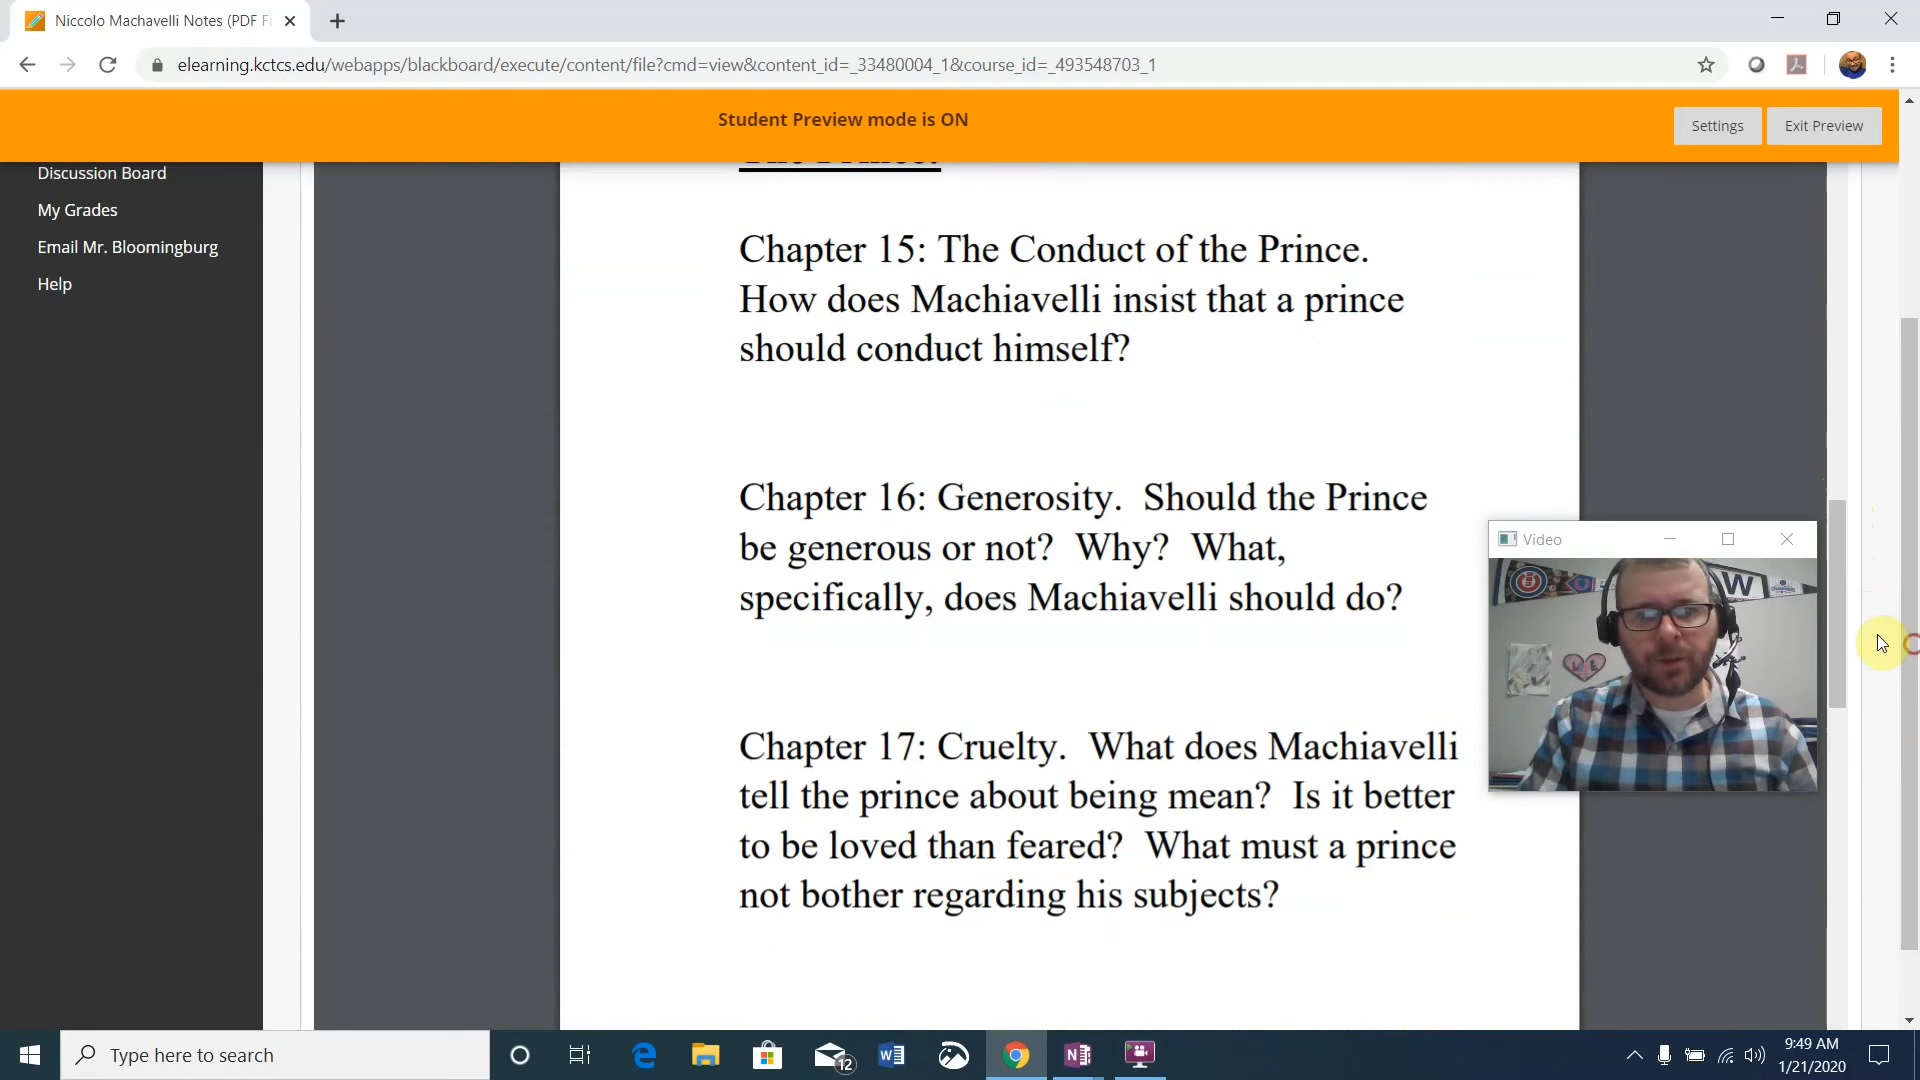 Niccolo Machavelli Notes (PDF Fi
elearning.kctcs.edu/webapps/blackboard/execute/content/file?cmd=view&content_id=_33480004_1&course_id=_493548703_1
Student Preview mode is ON
Settings
Exit Preview
Discussion Board
My Grades
Email Mr. Bloomingburg
Help
The Prince:
Chapter 15: The Conduct of the Prince.
How does Machiavelli insist that a prince
should conduct himself?
Chapter 16: Generosity. Should the Prince
be generous or not? Why? What,
specifically, does Machiavelli should do?
Chapter 17: Cruelty. What does Machiavelli
tell the prince about being mean? Is it better
to be loved than feared? What must a prince
not bother regarding his subjects?
Video
W
Type here to search
12
9:49 AM
1/21/2020